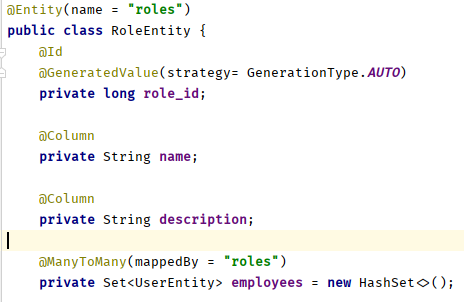 @Entity(name = "roles")
public class RoleEntity {
@Id
@GeneratedValue(strategy= GenerationType.AUTO)
private long role_id;
@Column
private String name;
@Column
private String description;
@ManyToMany(mappedBy = "roles")
private Set<UserEntity> employees = new HashSet<>();